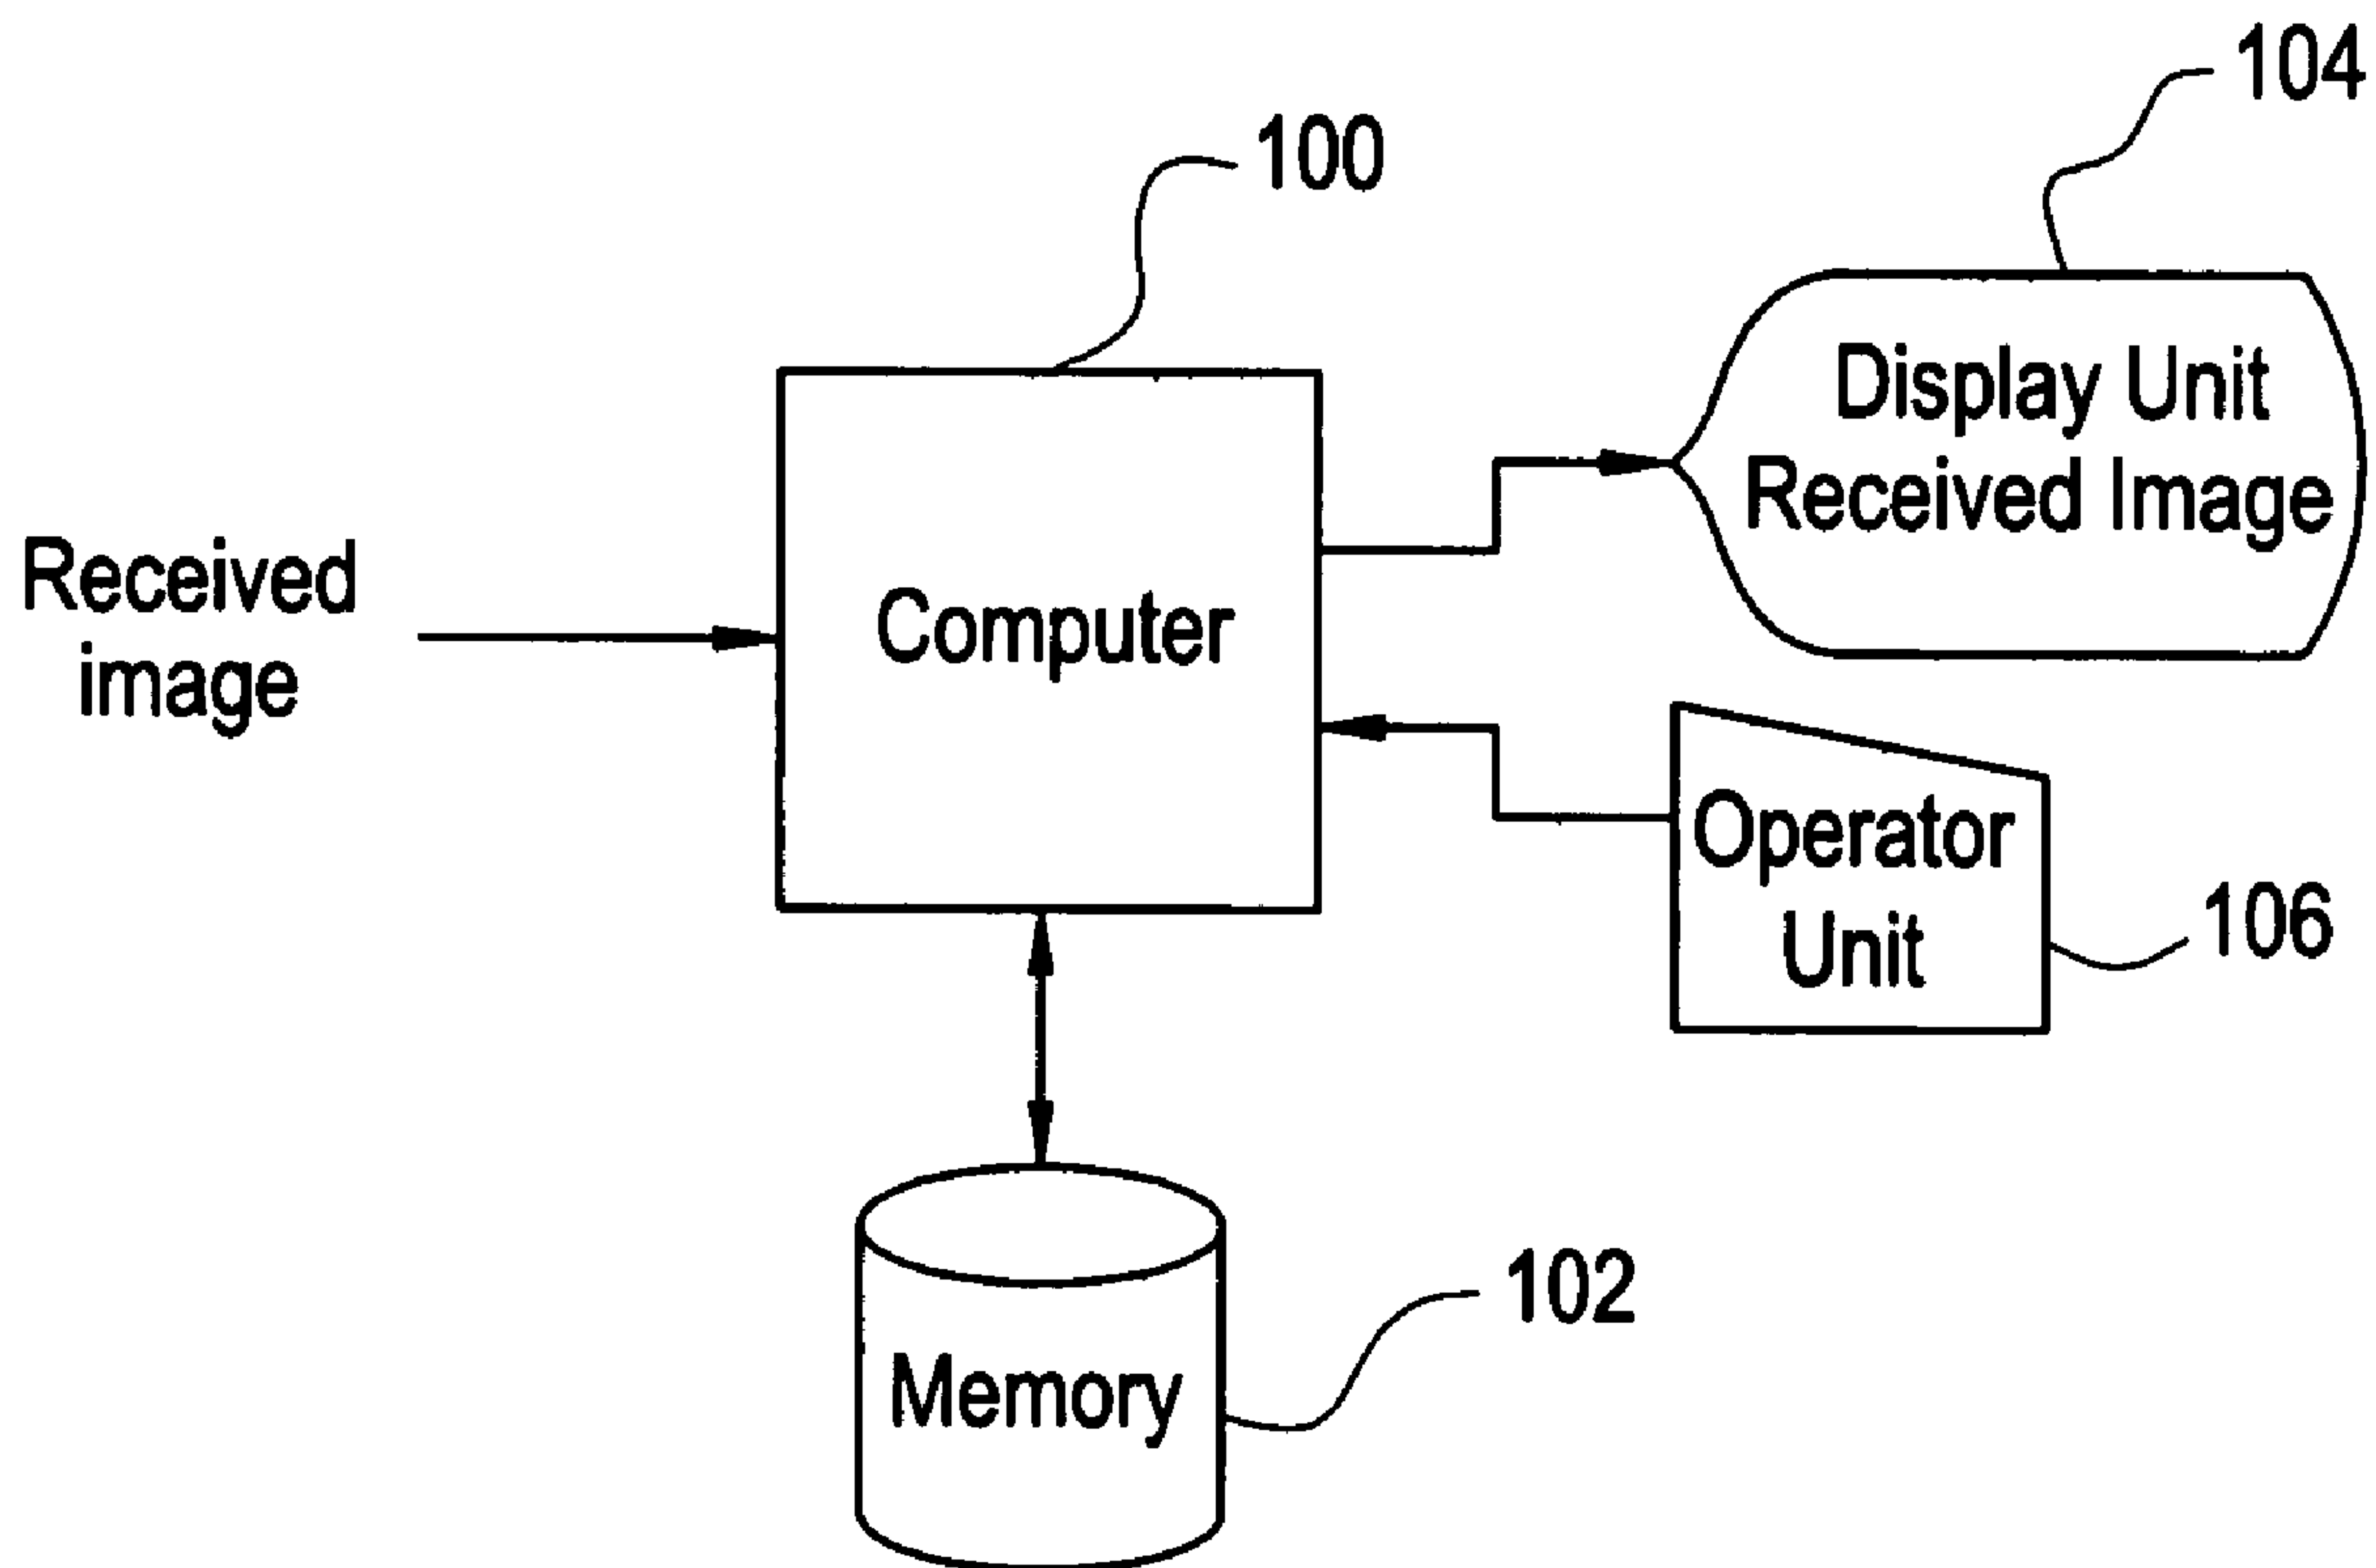 104
100
Display Unit
Received Image
Received
image
Computer
Operator
Unit
106
102
Memory